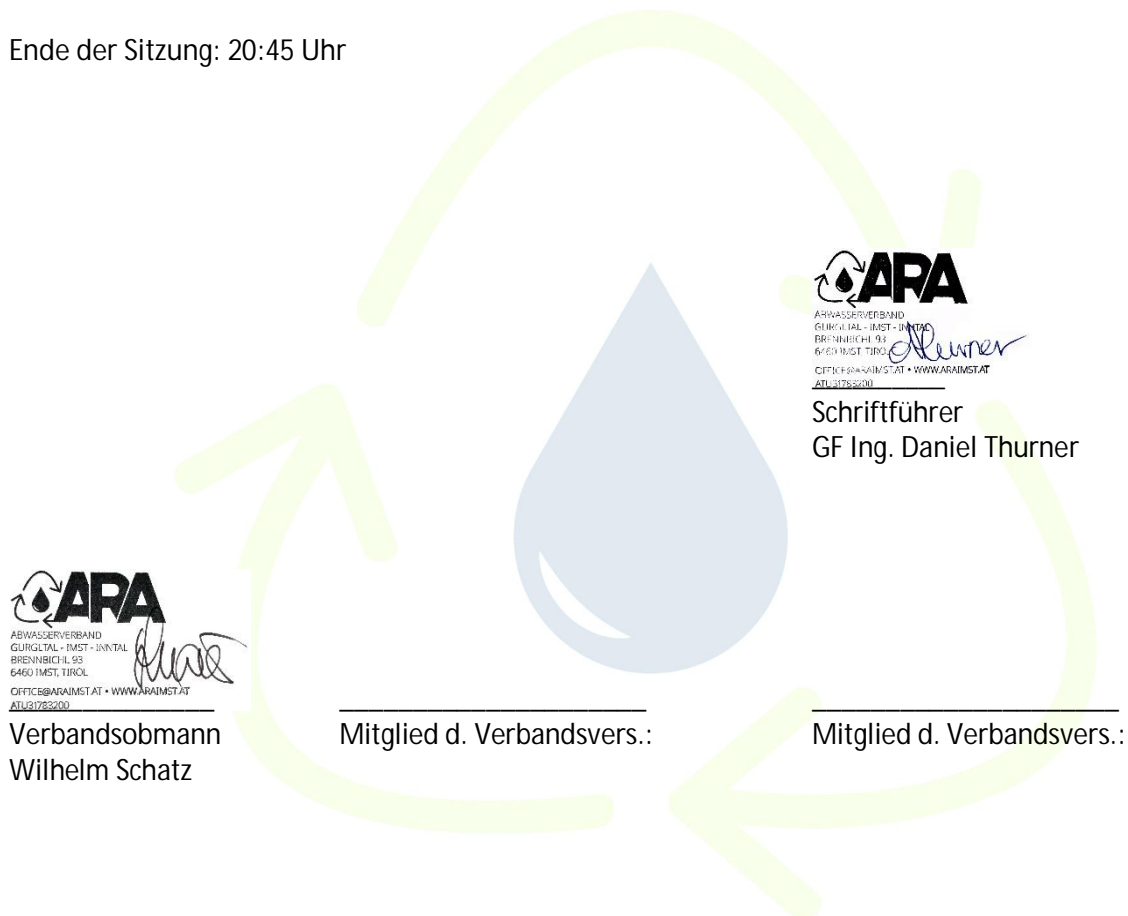 Ende der Sitzung: 20:45 Uhr
ARA
ABWASSERVERBAND
GURGLTAL - IMST - INNTAL
BRENNBICHL 93
6460 IMST, TIROL
Thurner
OFFICE@ARAIMST.AT • WWW.ARAIMST.AT
ATU31783200
Schriftführer
GF Ing. Daniel Thurner
ARA
ABWASSERVERBAND
GURGLTAL - IMST - INNTAL
BRENNBICHL 93
6460 IMST, TIROL
OFFICE@ARAIMST.AT • WWW.ARAIMST.AT
ATU31783200
Verbandsobmann
Wilhelm Schatz
Mitglied d. Verbandsvers.:
Mitglied d. Verbandsvers.: